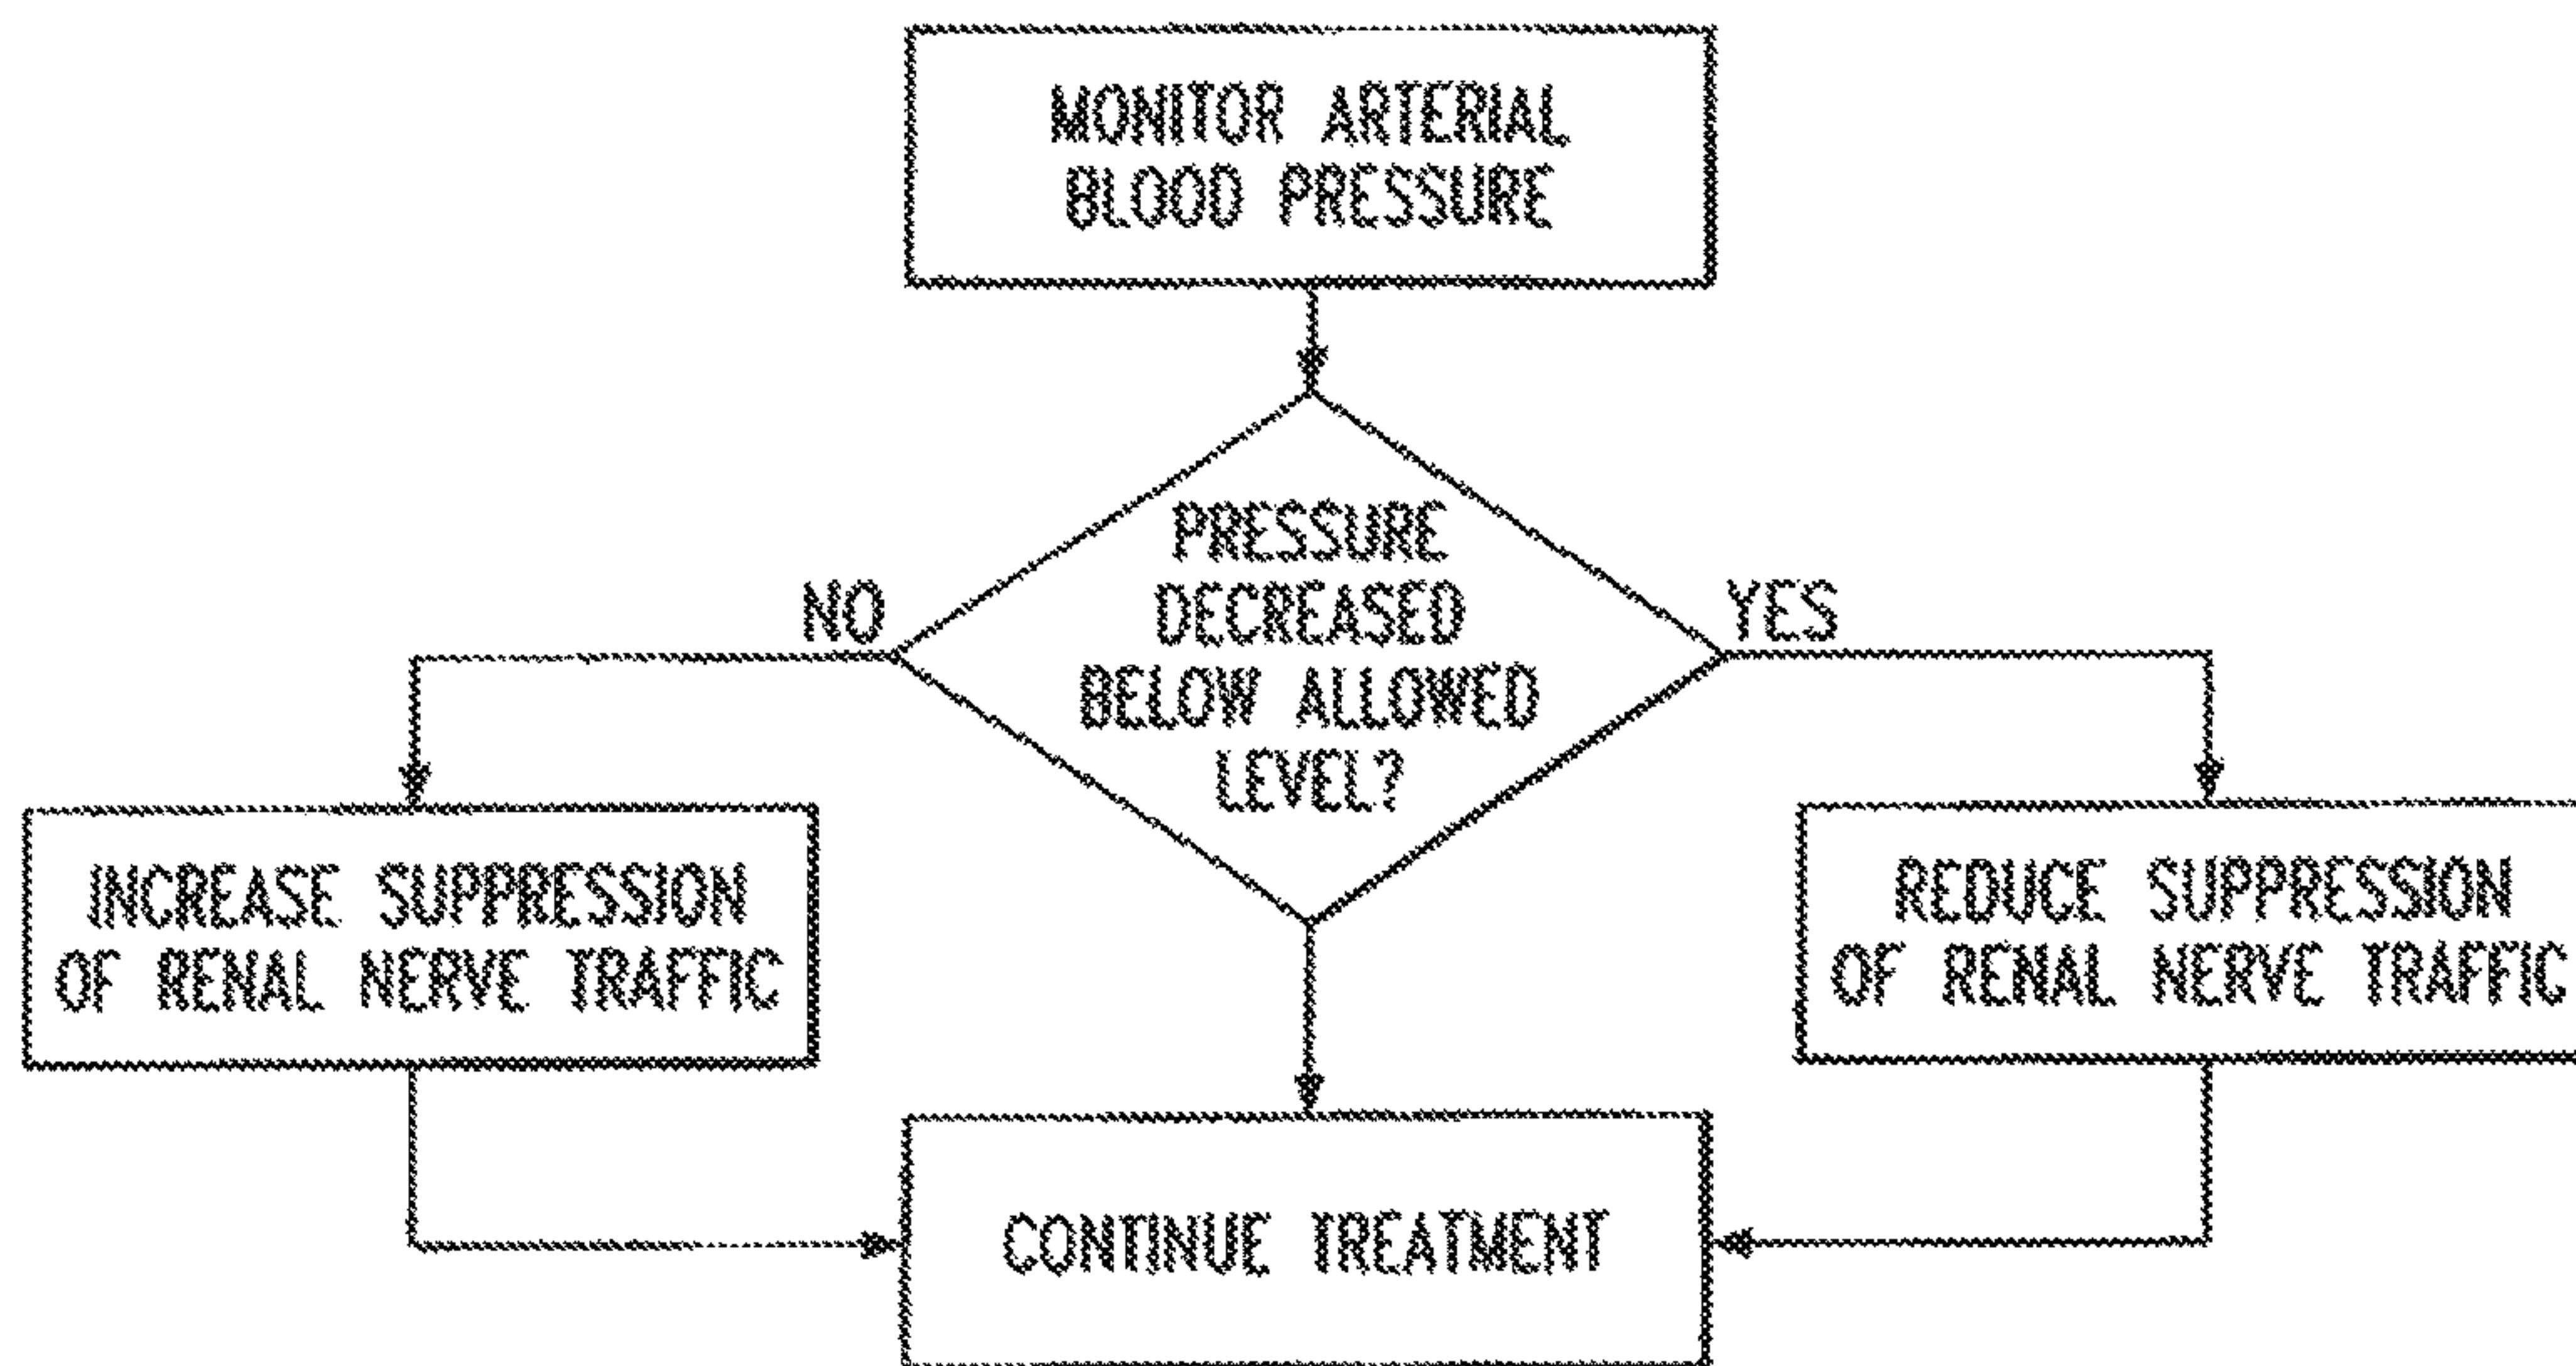 MONITOR ARTERIAL
BLOOD PRESSURE
PRESSURE
DECREASED
BELOW ALLOWED
LEVEL?
NO
YES
INCREASE SUPPRESSION
OF RENAL NERVE TRAFFIC
REDUCE SUPPRESSION
OF RENAL NERVE TRAFFIC
CONTINUE TREATMENT